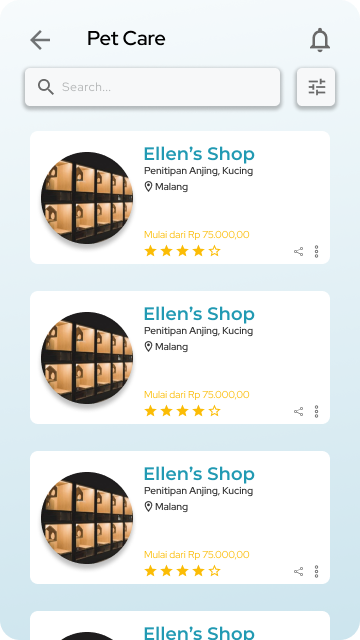 Pet Care
Search...
Ellen's Shop
Penitipan Anjing, Kucing
Malang
Mulai dari Rp 75.000,00
Ellen's Shop
Penitipan Anjing, Kucing
Malang
Mulai dari Rp 75.000,00
Ellen's Shop
Penitipan Anjing, Kucing
Malang
Mulai dari Rp 75.000,00
Ellen's Shop